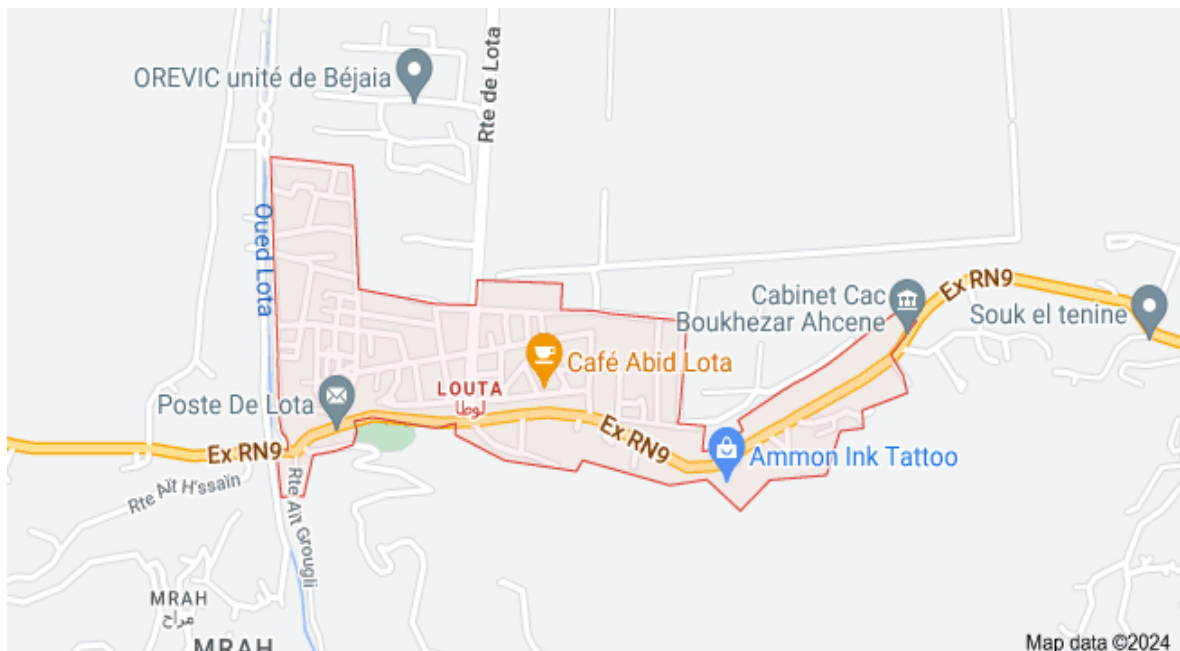 OREVIC unité de Béjaia
Rte de Lota
Oued Lota
Ex RN9
Cabinet Cac
Boukhezar Ahcene
Souk el tenine
Café Abid Lota
LOUTA
لوطا
Poste De Lota
Ex RN9
Ex RN9
Ammon Ink Tattoo
Rte Aït H'ssaïn
Rte Aït Grougli
MRAH
مراح
MRAH
Map data ©2024